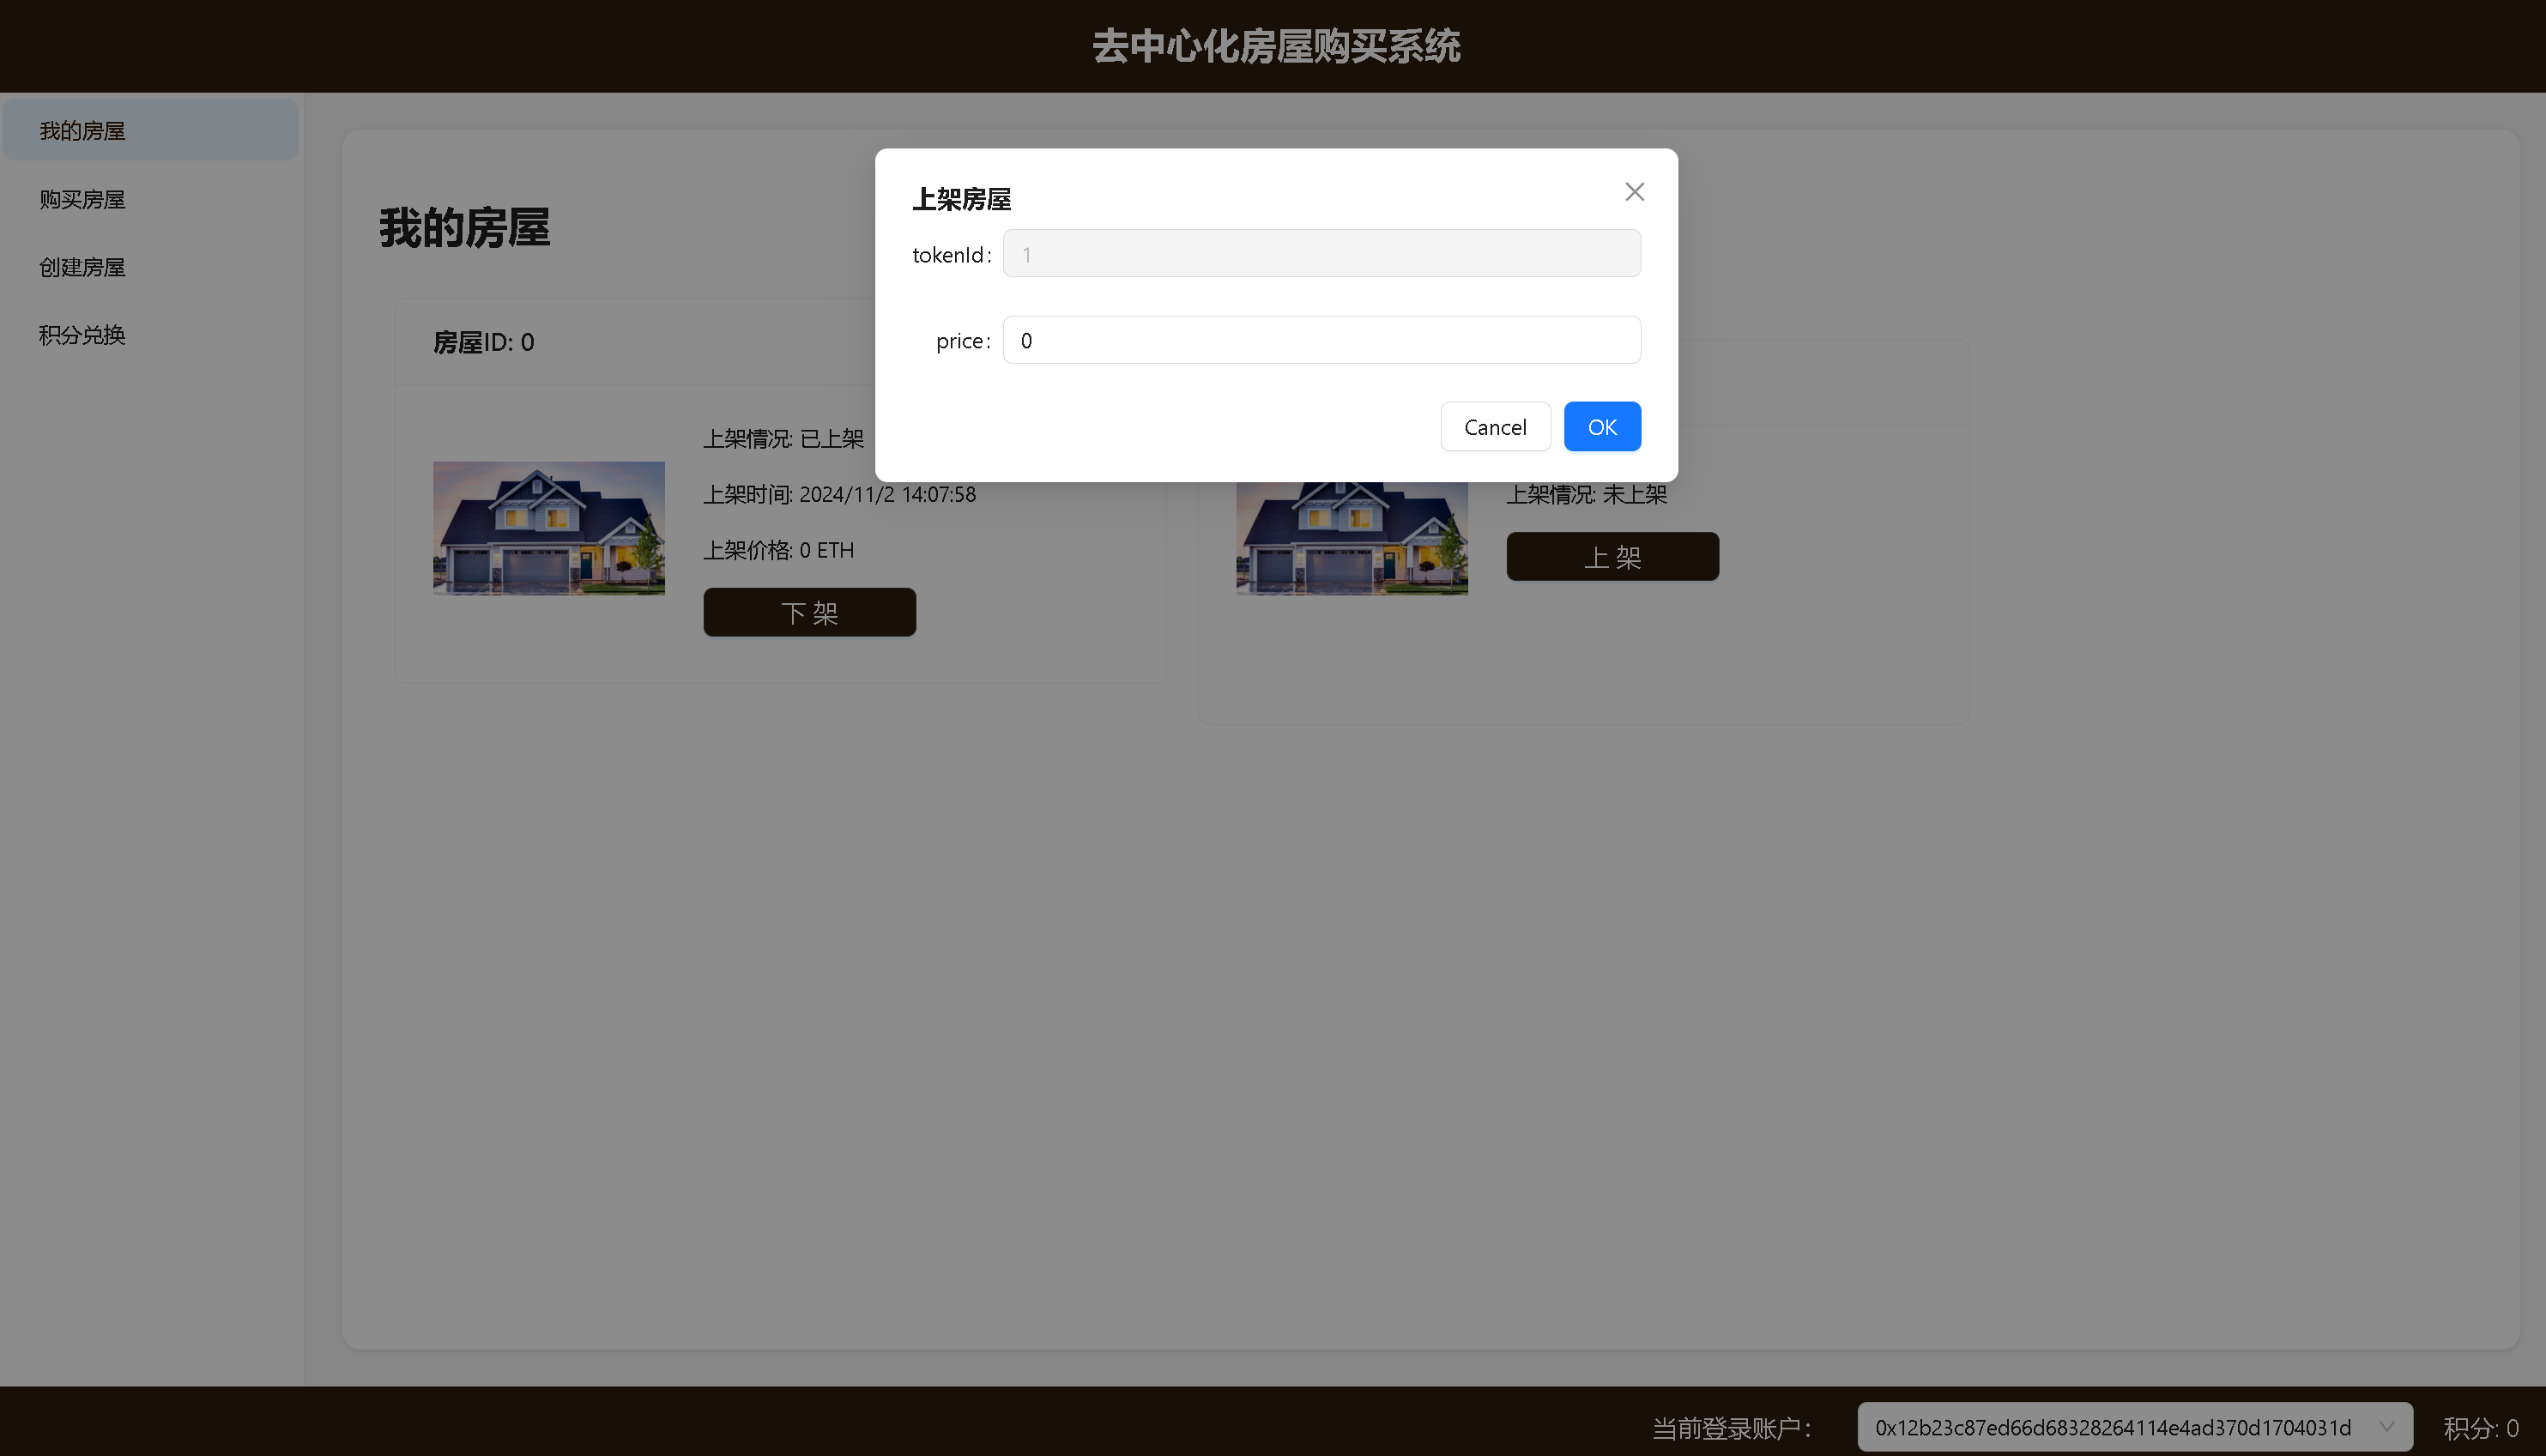 去中心化房屋购买系统
我的房屋
购买房屋
创建房屋
积分兑换
我的房屋
房屋ID: 0
上架情况: 已上架
上架时间: 2024/11/2 14:07:58
上架价格: 0 ETH
下架
上架情况: 未上架
上架
上架房屋
tokenId: 1
price: 0
Cancel OK
当前登录账户: 0x12b23c87ed66d68328264114e4ad370d1704031d 积分: 0